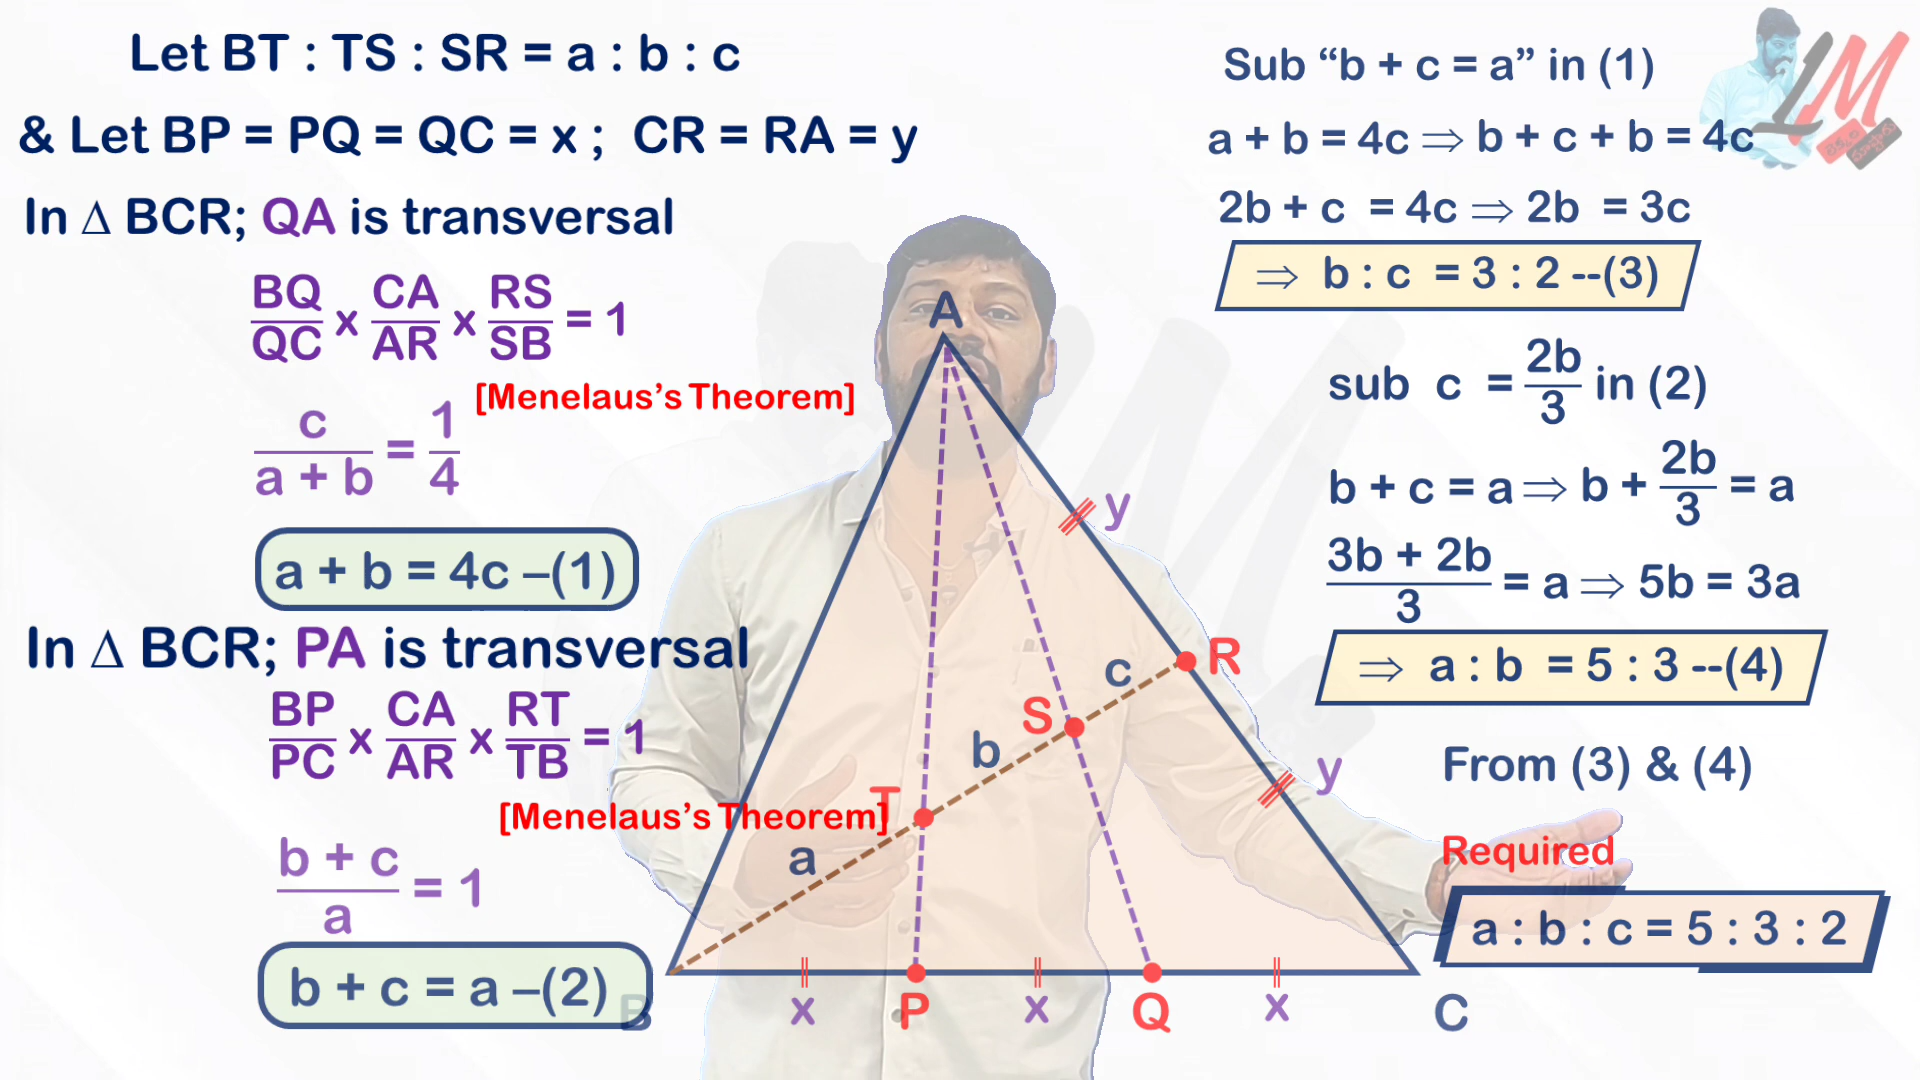 Let BT : TS : SR = a : b : c
& Let BP = PQ = QC = x ; CR = RA = y
In ∆ BCR; QA is transversal
BQ/QC x CA/AR x RS/SB = 1
[Menelaus’s Theorem]
c/(a + b) = 1/4
a + b = 4c –(1)
In ∆ BCR; PA is transversal
BP/PC x CA/AR x RT/TB = 1
[Menelaus’s Theorem]
(b + c)/a = 1
b + c = a –(2)
A
y
R
c
S
b
y
T
a
B
x
P
x
Q
x
C
Sub “b + c = a” in (1)
a + b = 4c ⇒ b + c + b = 4c
2b + c = 4c ⇒ 2b = 3c
⇒ b : c = 3 : 2 --(3)
sub c = 2b/3 in (2)
b + c = a ⇒ b + 2b/3 = a
(3b + 2b)/3 = a ⇒ 5b = 3a
⇒ a : b = 5 : 3 --(4)
From (3) & (4)
Required
a : b : c = 5 : 3 : 2
LM